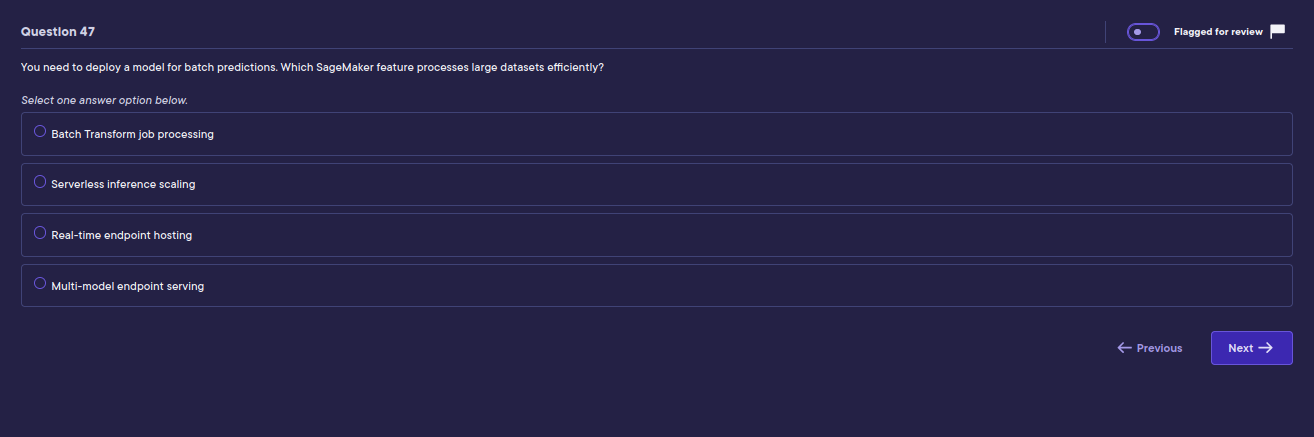 Question 47
Flagged for review
You need to deploy a model for batch predictions. Which SageMaker feature processes large datasets efficiently?
Select one answer option below.
Batch Transform job processing
Serverless inference scaling
Real-time endpoint hosting
Multi-model endpoint serving
Previous
Next